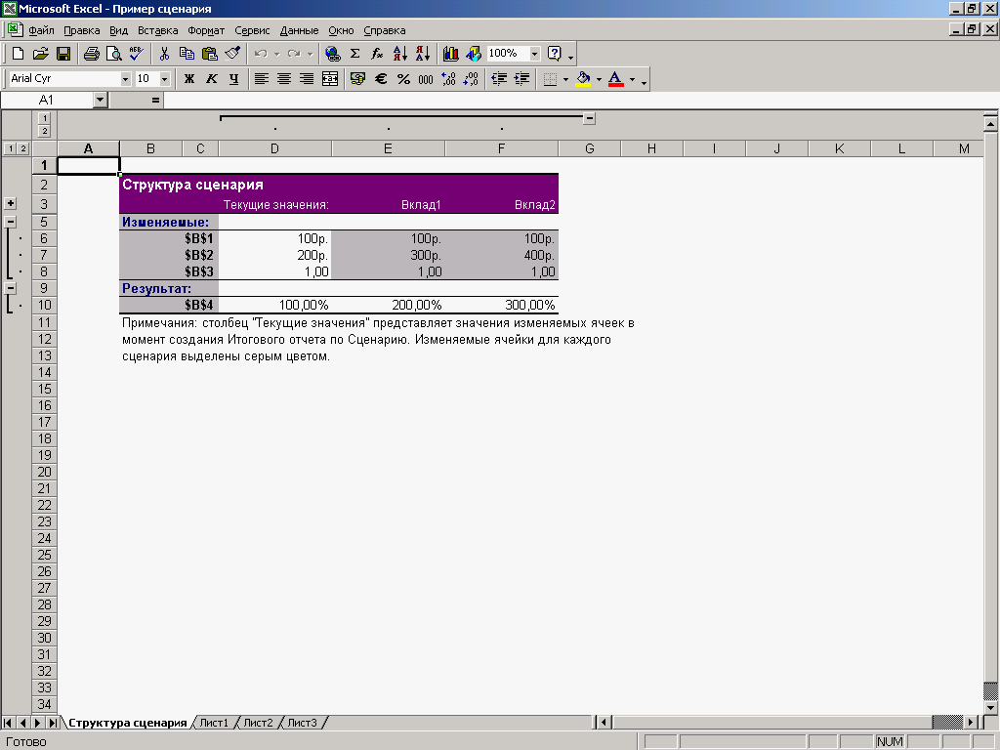 Microsoft Excel - Пример сценария
Файл Правка Вид Вставка Формат Сервис Данные Окно Справка
100%
Arial Cyr 10 Ж К Ч € % 000
A1 =
1
2
1 2 A B C D E F G H I J K L M
1
2 Структура сценария
3 Текущие значения: Вклад1 Вклад2
5 Изменяемые:
6 $B$1 100р. 100р. 100р.
7 $B$2 200р. 300р. 400р.
8 $B$3 1,00 1,00 1,00
9 Результат:
10 $B$4 100,00% 200,00% 300,00%
11 Примечания: столбец "Текущие значения" представляет значения изменяемых ячеек в
12 момент создания Итогового отчета по Сценарию. Изменяемые ячейки для каждого
13 сценария выделены серым цветом.
14
15
16
17
18
19
20
21
22
23
24
25
26
27
28
29
30
31
32
33
34
Структура сценария Лист1 Лист2 Лист3
Готово NUM